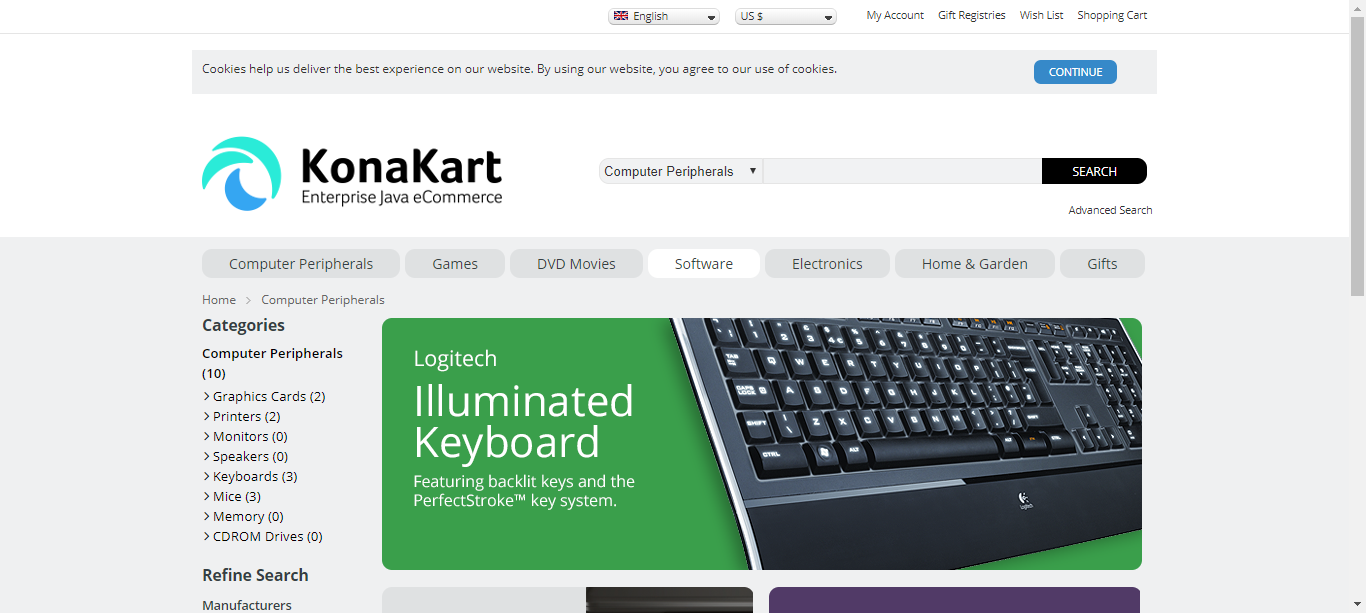 English
US $
My Account
Gift Registries
Wish List
Shopping Cart
Cookies help us deliver the best experience on our website. By using our website, you agree to our use of cookies.
CONTINUE
KonaKart
Enterprise Java eCommerce
Computer Peripherals
SEARCH
Advanced Search
Computer Peripherals
Games
DVD Movies
Software
Electronics
Home & Garden
Gifts
Home
Computer Peripherals
Categories
Computer Peripherals
(10)
Graphics Cards (2)
Printers (2)
Monitors (0)
Speakers (0)
Keyboards (3)
Mice (3)
Memory (0)
CDROM Drives (0)
Refine Search
Manufacturers
Logitech
Illuminated
Keyboard
Featuring backlit keys and the
PerfectStroke™ key system.